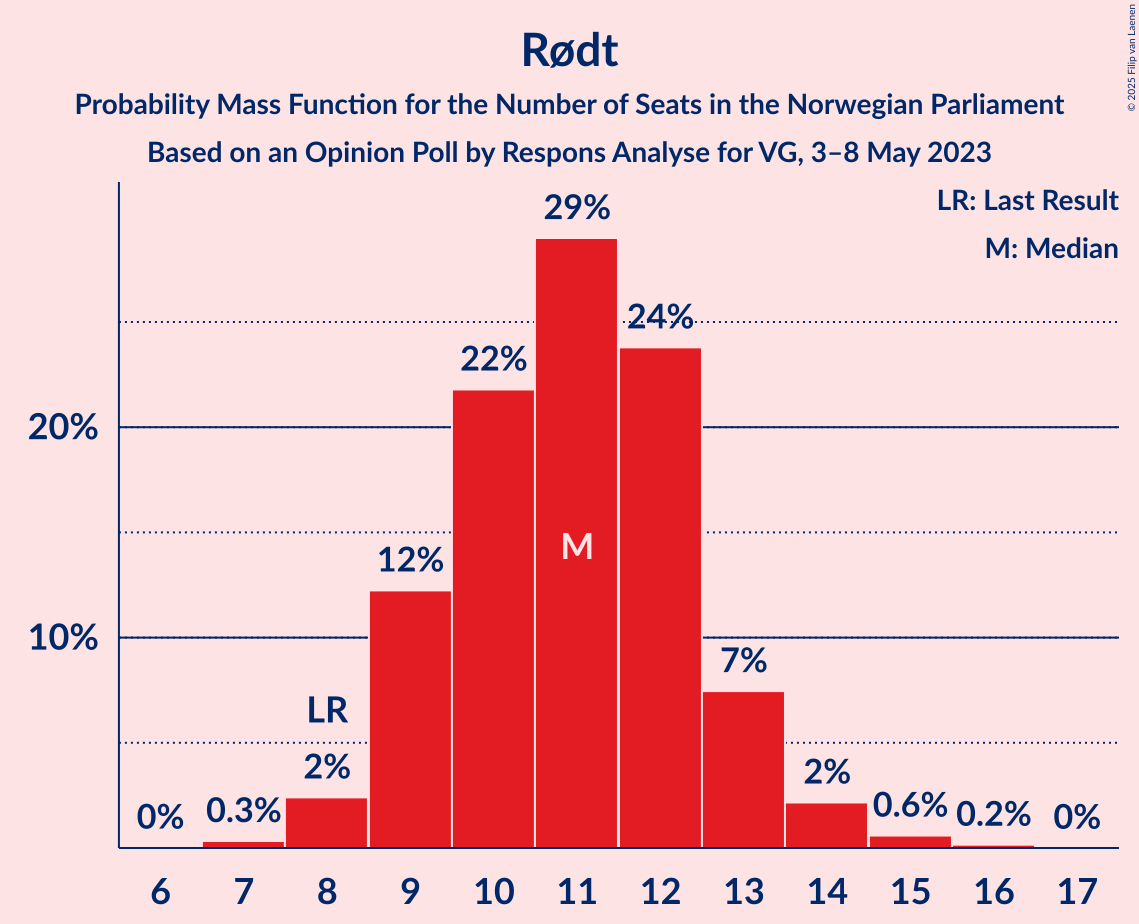 Rødt
Probability Mass Function for the Number of Seats in the Norwegian Parliament
Based on an Opinion Poll by Respons Analyse for VG, 3–8 May 2023
© 2025 Filip van Laenen
LR: Last Result
M: Median
29%
24%
22%
20%
M
12%
10%
7%
LR
2%
2%
0%
0.3%
0.6%
0.2%
0%
6 7 8 9 10 11 12 13 14 15 16 17